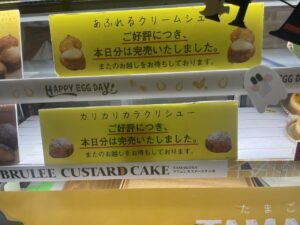 あふれるクリームシュー
ご好評につき、
本日分は完売いたしました。
またのお越しをお待ちしております。
HAPPY EGG DAY!
カリカリカラクリシュー
ご好評につき、
本日分は完売いたしました。
またのお越しをお待ちしております。
BRULEE CUSTARD CAKE
たまご